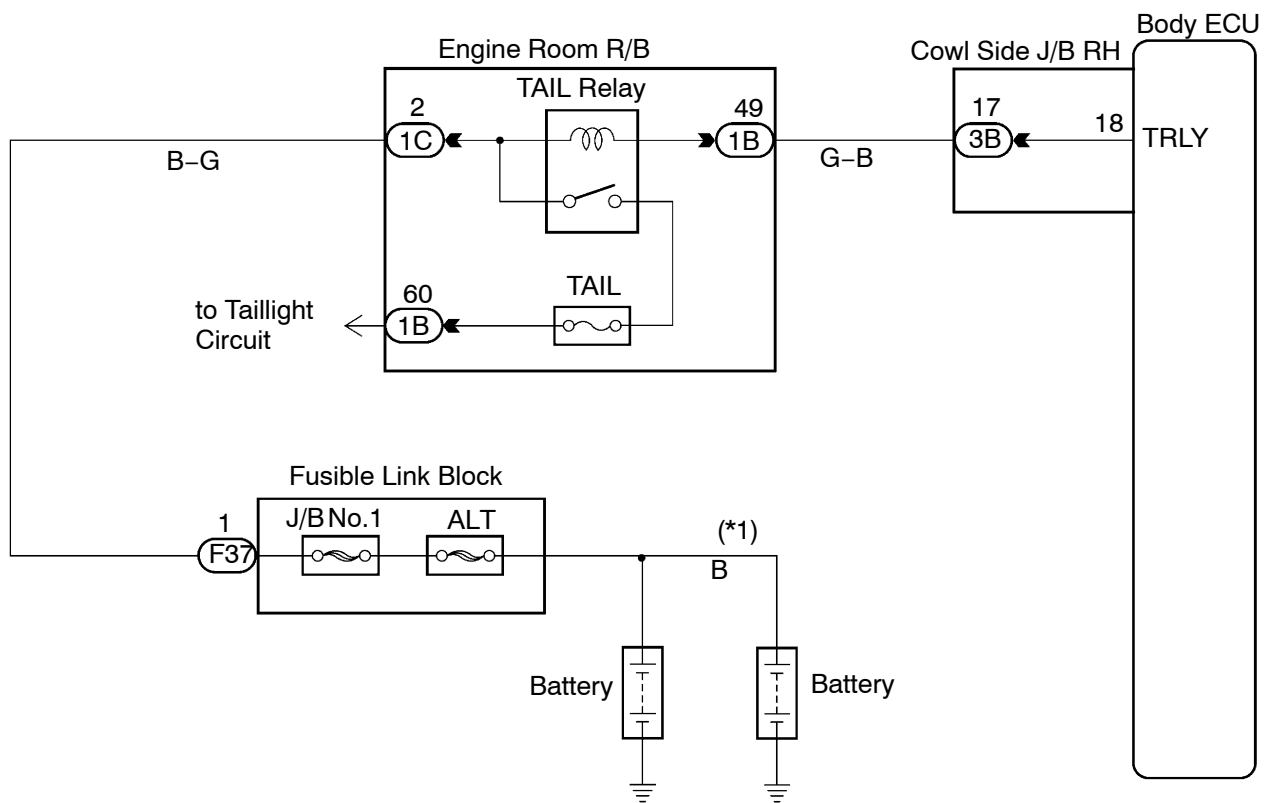 Body ECU
Engine Room R/B
Cowl Side J/B RH
TAIL Relay
2
1C
49
1B
17
3B
18
TRLY
B–G
G–B
TAIL
60
1B
to Taillight
Circuit
Fusible Link Block
1
F37
J/B No.1
ALT
(*1)
B
Battery
Battery